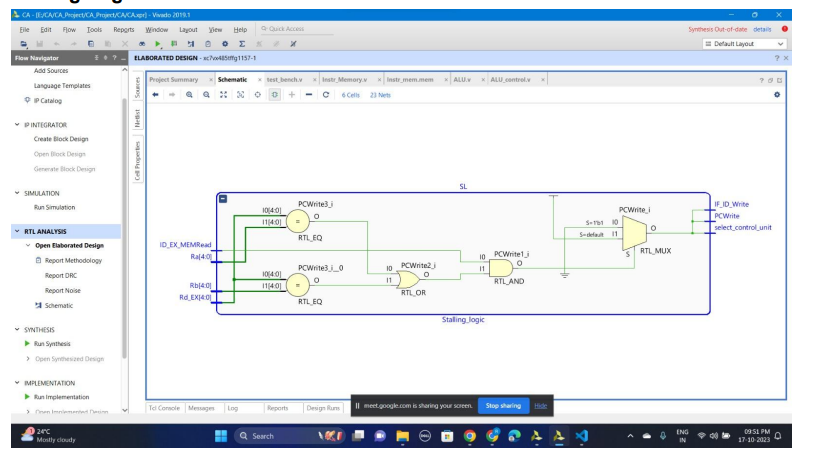 CA - [E:/CA/CA_Project/CA_Project/CA/CA.xpr] - Vivado 2019.1
File Edit Flow Tools Reports Window Layout View Help Quick Access
Synthesis Out-of-date details
Default Layout
Flow Navigator
ELABORATED DESIGN - xc7vx485tffg1157-1
Add Sources
Language Templates
IP Catalog
IP INTEGRATOR
Create Block Design
Open Block Design
Generate Block Design
SIMULATION
Run Simulation
RTL ANALYSIS
Open Elaborated Design
Report Methodology
Report DRC
Report Noise
Schematic
SYNTHESIS
Run Synthesis
Open Synthesized Design
IMPLEMENTATION
Run Implementation
Open Implemented Design
Sources
Netlist
Cell Properties
Project Summary Schematic test_bench.v Instr_Memory.v Instr_mem.mem ALU.v ALU_control.v
6 Cells 23 Nets
SL
PCWrite3_i
I0[4:0]
I1[4:0]
=
O
RTL_EQ
ID_EX_MEMRead
Ra[4:0]
Rb[4:0]
Rd_EX[4:0]
PCWrite3_i__0
I0[4:0]
I1[4:0]
=
O
RTL_EQ
PCWrite2_i
I0
I1
O
RTL_OR
PCWrite1_i
I0
I1
O
RTL_AND
PCWrite_i
S=1'b1 I0
S=default I1
O
S
RTL_MUX
IF_ID_Write
PCWrite
select_control_unit
Stalling_logic
Tcl Console Messages Log Reports Design Runs
meet.google.com is sharing your screen. Stop sharing Hide
24°C
Mostly cloudy
Search
ENG
IN
09:51 PM
17-10-2023